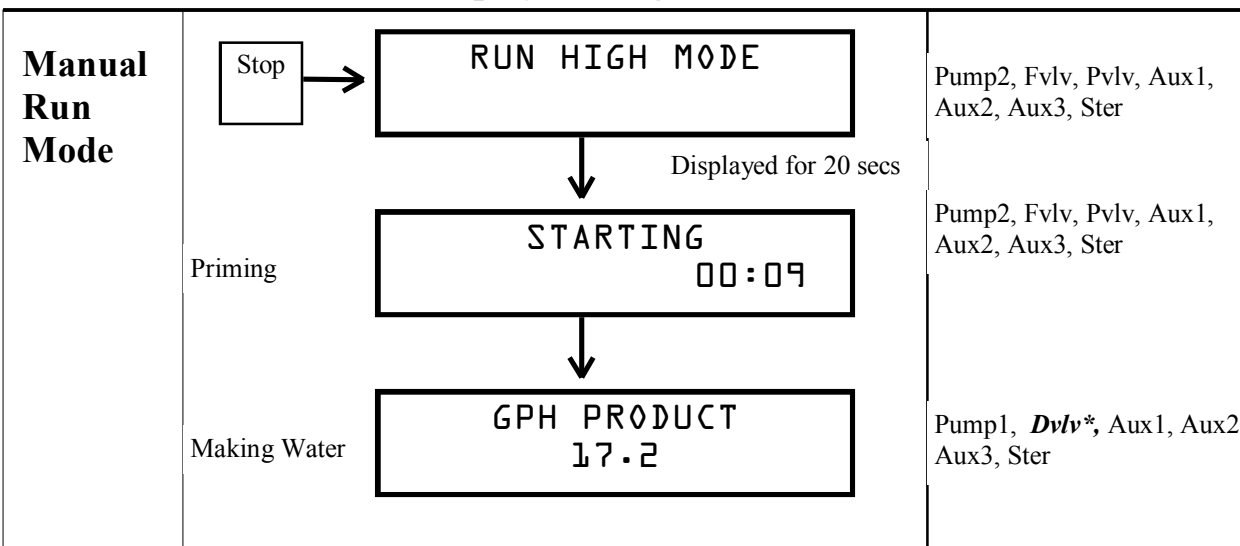 Manual
Run
Mode
Stop
RUN HIGH MODE
Pump2, Fvlv, Pvlv, Aux1,
Aux2, Aux3, Ster
Displayed for 20 secs
Priming
STARTING
00:09
Pump2, Fvlv, Pvlv, Aux1,
Aux2, Aux3, Ster
Making Water
GPH PRODUCT
17.2
Pump1, Dvlv*, Aux1, Aux2
Aux3, Ster